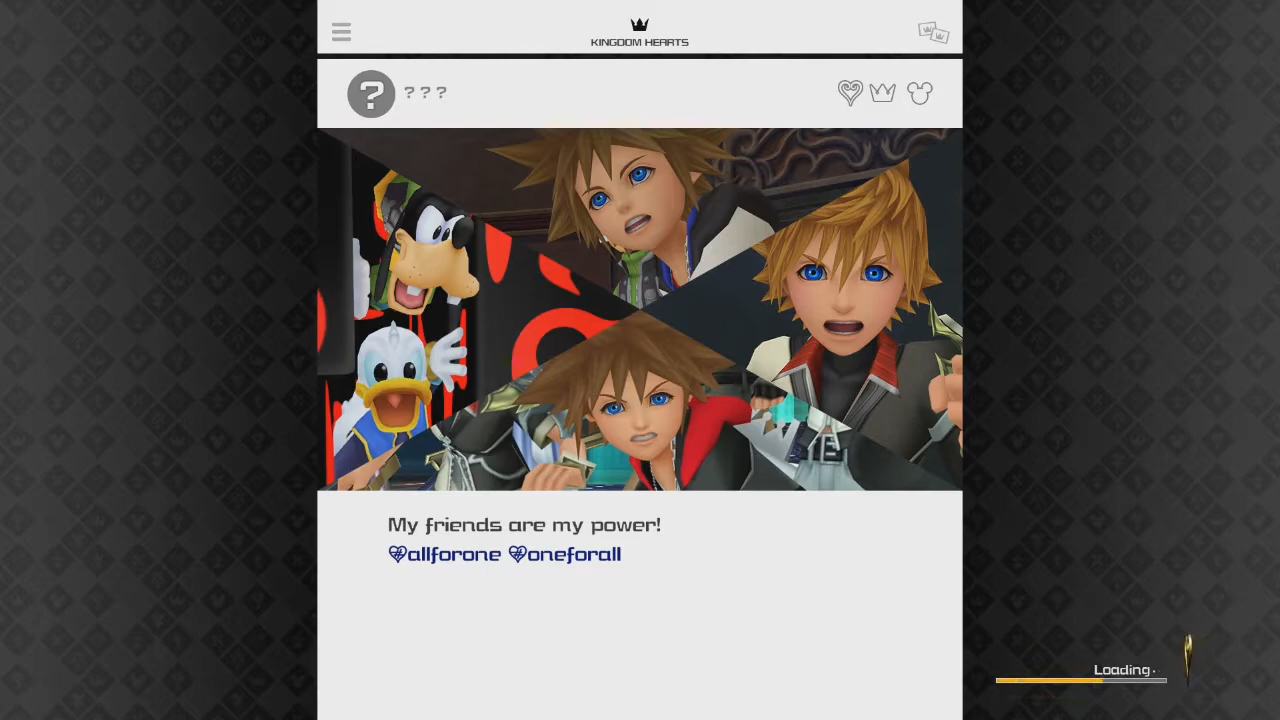 KINGDOM HEARTS
? ? ? ?
My friends are my power!
#allforone #oneforall
Loading.